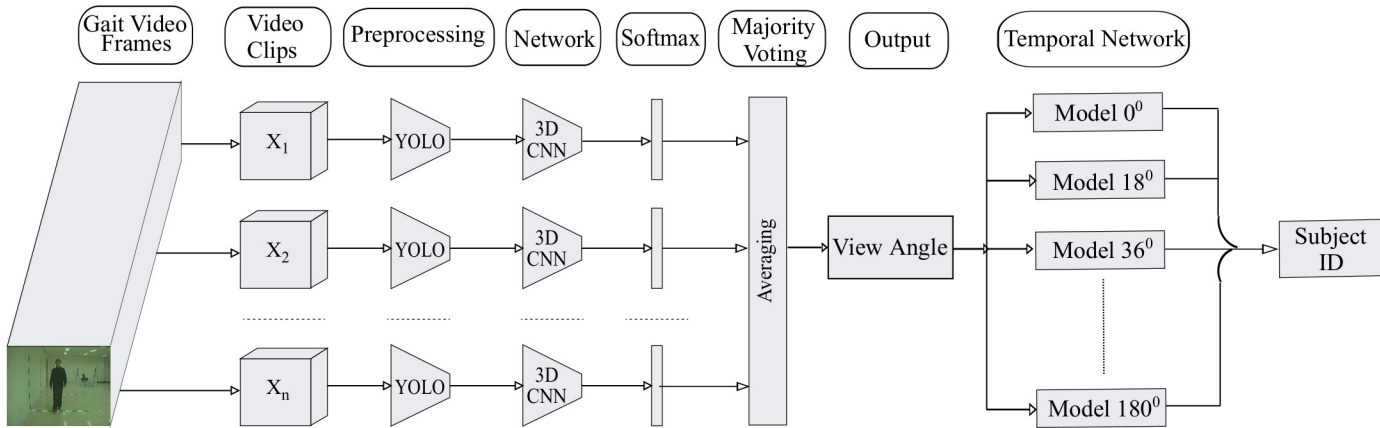 Gait Video
Frames
Video
Clips
Preprocessing
Network
Softmax
Majority
Voting
Output
Temporal Network
X₁
YOLO
3D
CNN
X₂
YOLO
3D
CNN
Xₙ
YOLO
3D
CNN
Averaging
View Angle
Model 0⁰
Model 18⁰
Model 36⁰
Model 180⁰
Subject
ID